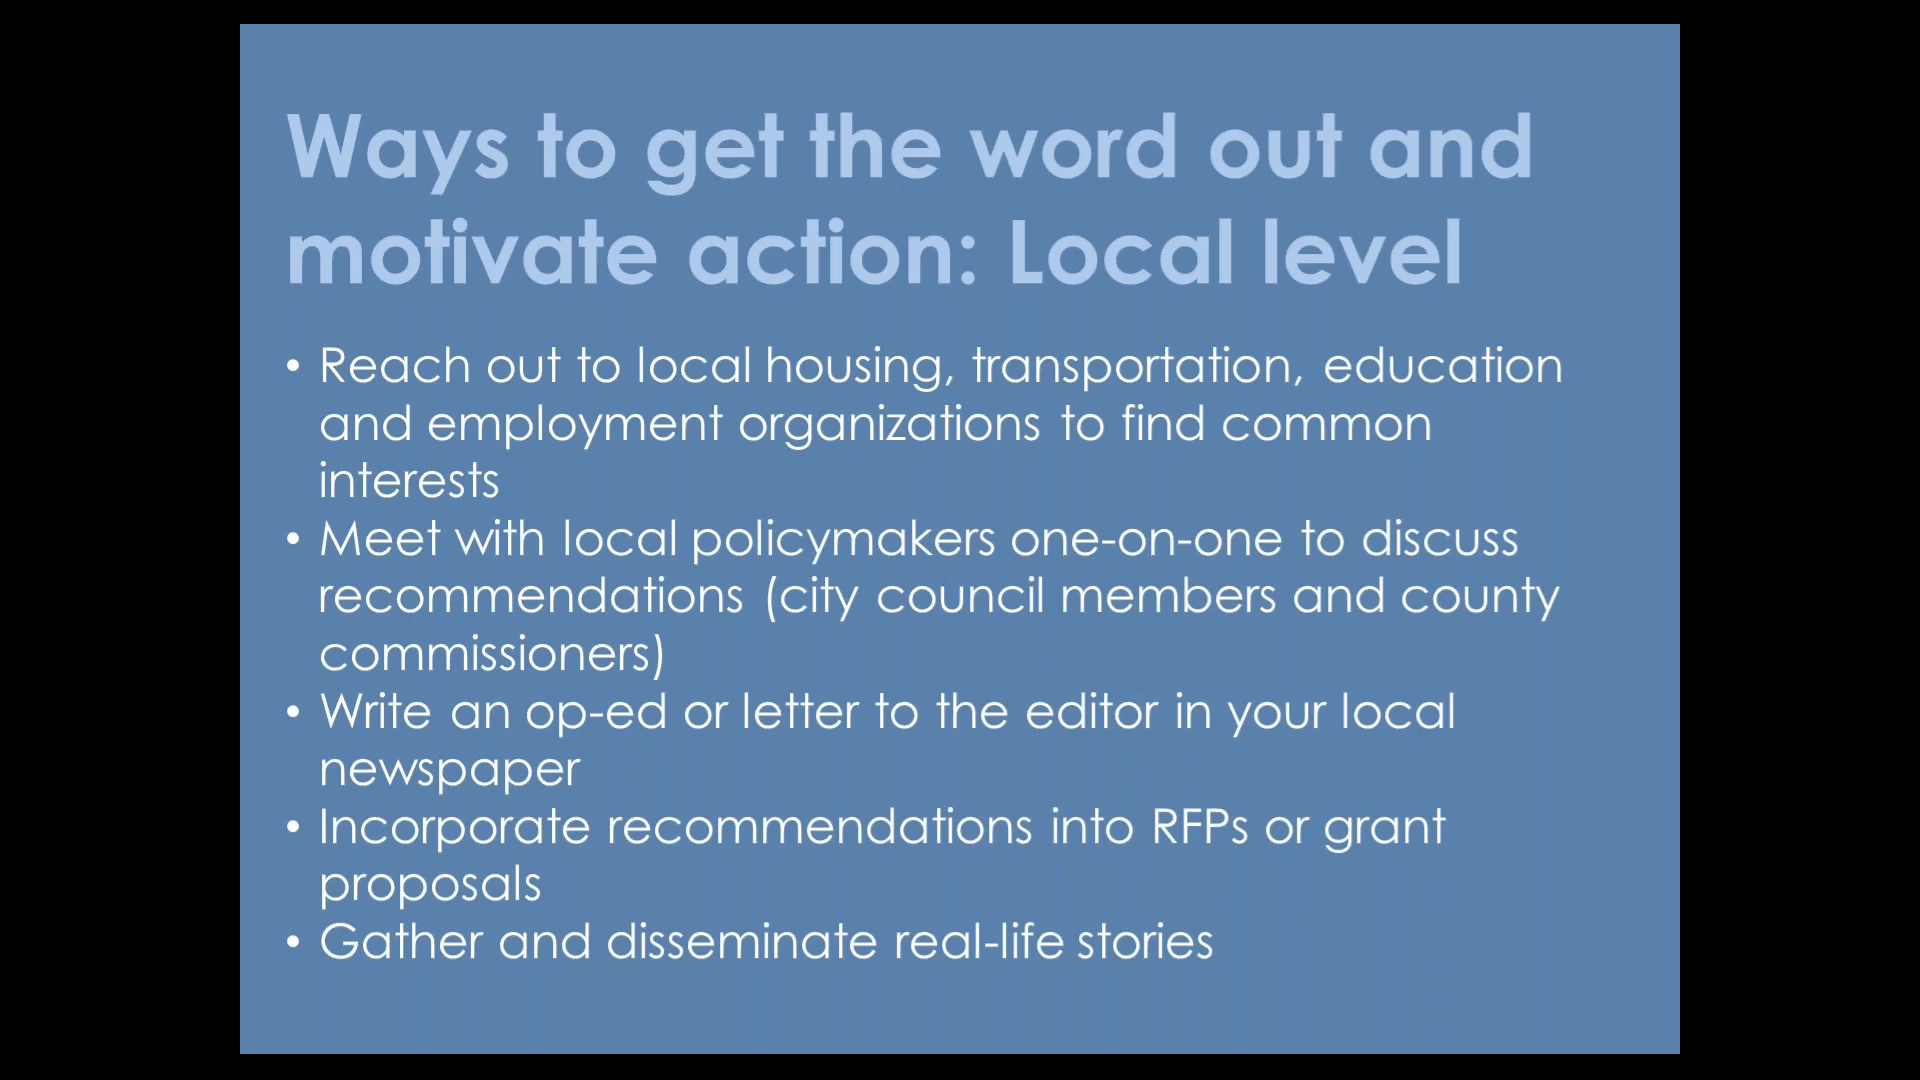 Ways to get the word out and
motivate action: Local level
• Reach out to local housing, transportation, education
and employment organizations to find common
interests
• Meet with local policymakers one-on-one to discuss
recommendations (city council members and county
commissioners)
• Write an op-ed or letter to the editor in your local
newspaper
• Incorporate recommendations into RFPs or grant
proposals
• Gather and disseminate real-life stories